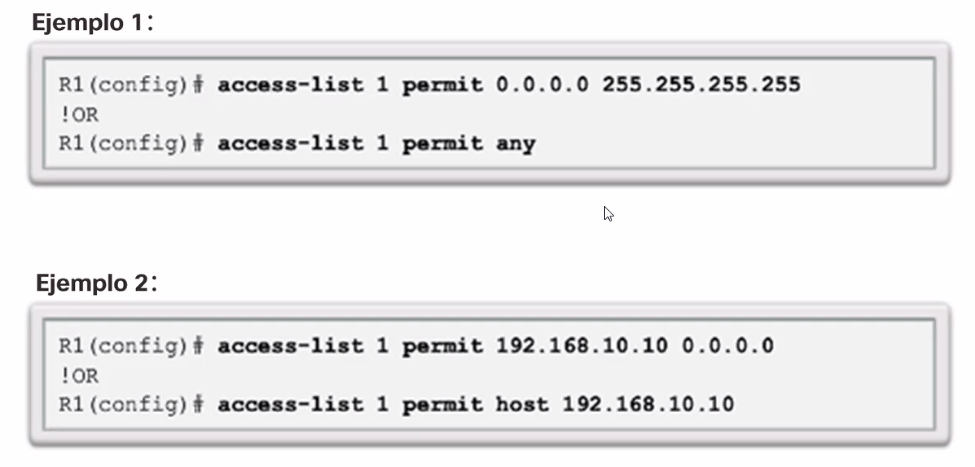 Ejemplo 1:
R1(config)# access-list 1 permit 0.0.0.0 255.255.255.255
!OR
R1(config)# access-list 1 permit any
Ejemplo 2:
R1(config)# access-list 1 permit 192.168.10.10 0.0.0.0
!OR
R1(config)# access-list 1 permit host 192.168.10.10